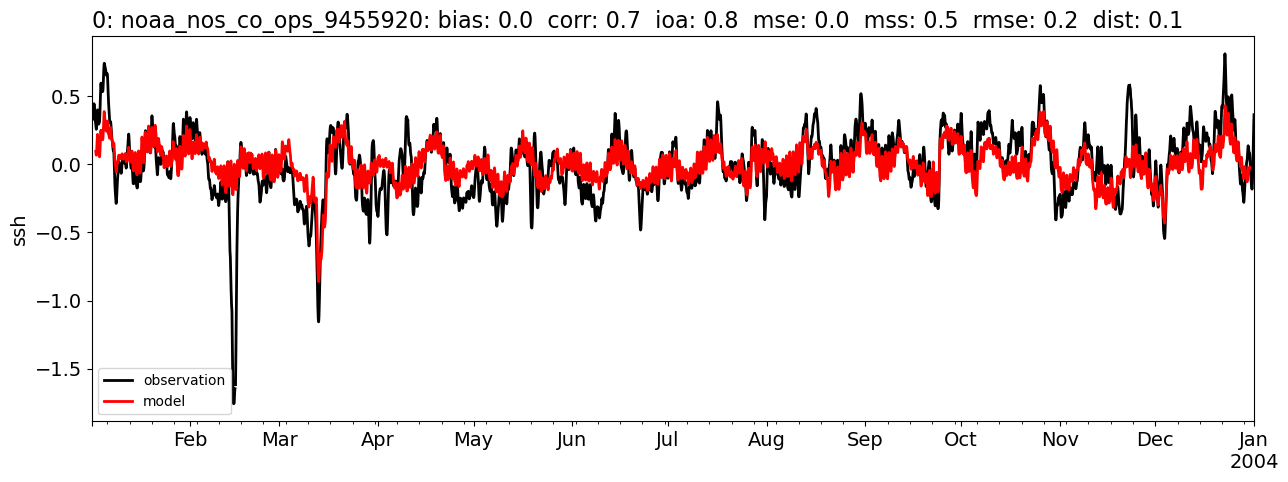 0: noaa_nos_co_ops_9455920: bias: 0.0  corr: 0.7  ioa: 0.8  mse: 0.0  mss: 0.5  rmse: 0.2  dist: 0.1
ssh
0.5
0.0
−0.5
−1.0
−1.5
observation
model
Feb Mar Apr May Jun Jul Aug Sep Oct Nov Dec Jan
2004